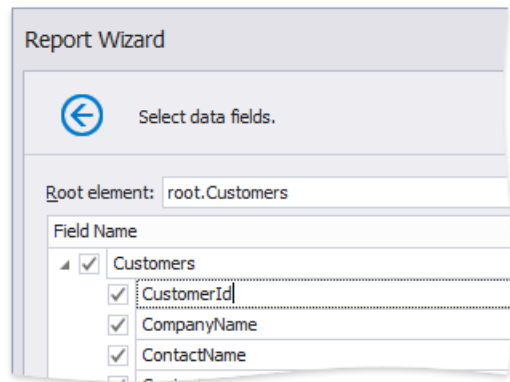 Report Wizard
Select data fields.
Root element: root.Customers
Field Name
Customers
CustomerId
CompanyName
ContactName